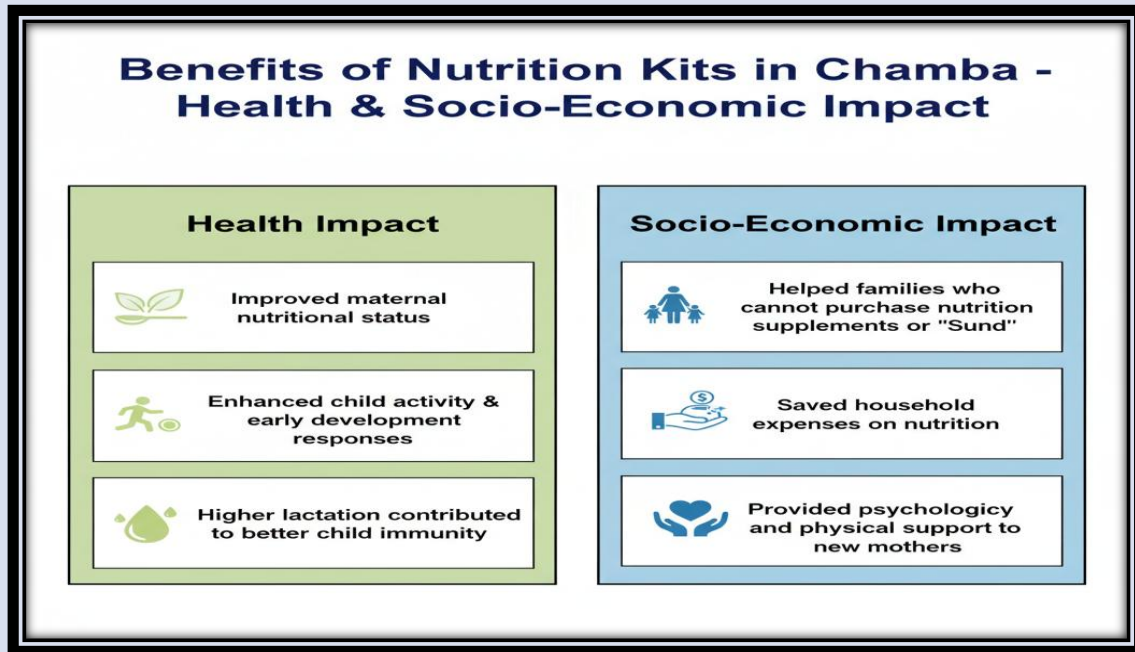 Benefits of Nutrition Kits in Chamba -
Health & Socio-Economic Impact
Health Impact
Improved maternal
nutritional status
Enhanced child activity &
early development
responses
Higher lactation contributed
to better child immunity
Socio-Economic Impact
Helped families who
cannot purchase nutrition
supplements or "Sund"
$
Saved household
expenses on nutrition
Provided psychologicy
and physical support to
new mothers